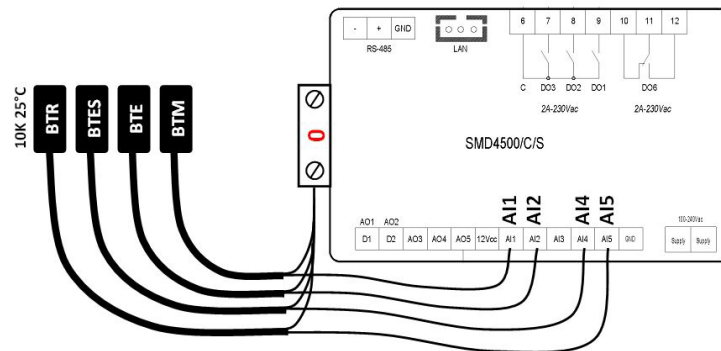 6 7 8 9 10 11 12
- + GND
RS-485
LAN
C DO3 DO2 DO1 DO6
2A-230Vac 2A-230Vac
10K 25°C
BTR
BTES
BTE
BTM
0
SMD4500/C/S
AI1 AI2 AI4 AI5
AO1 AO2
D1 D2 AO3 AO4 AO5 12Vcc AI1 AI2 AI3 AI4 AI5 GND
100-240Vac
Supply Supply